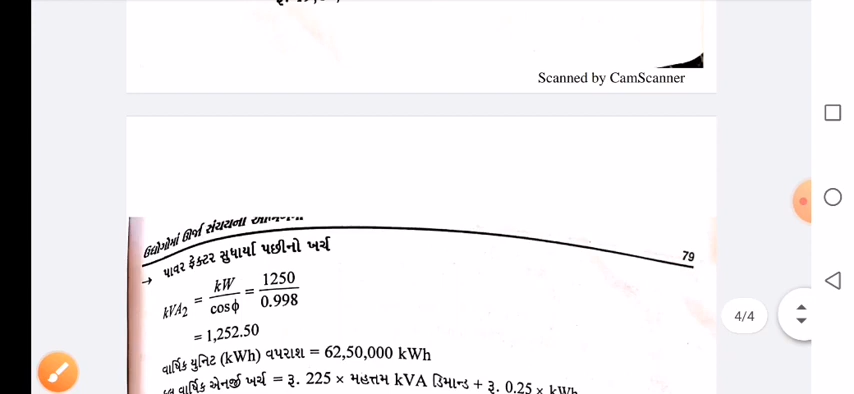 Scanned by CamScanner
ઉદ્યોગોમાં ઊર્જા સંચયના
79
→ પાવર ફેક્ટર સુધાર્યા પછીનો ખર્ચ
kVA₂ = kW / cosϕ = 1250 / 0.998
= 1,252.50
વાર્ષિક યુનિટ (kWh) વપરાશ = 62,50,000 kWh
વાર્ષિક એનર્જી ખર્ચ = રૂ. 225 × મહત્તમ kVA ડિમાન્ડ + રૂ. 0.25 × kWh
4/4